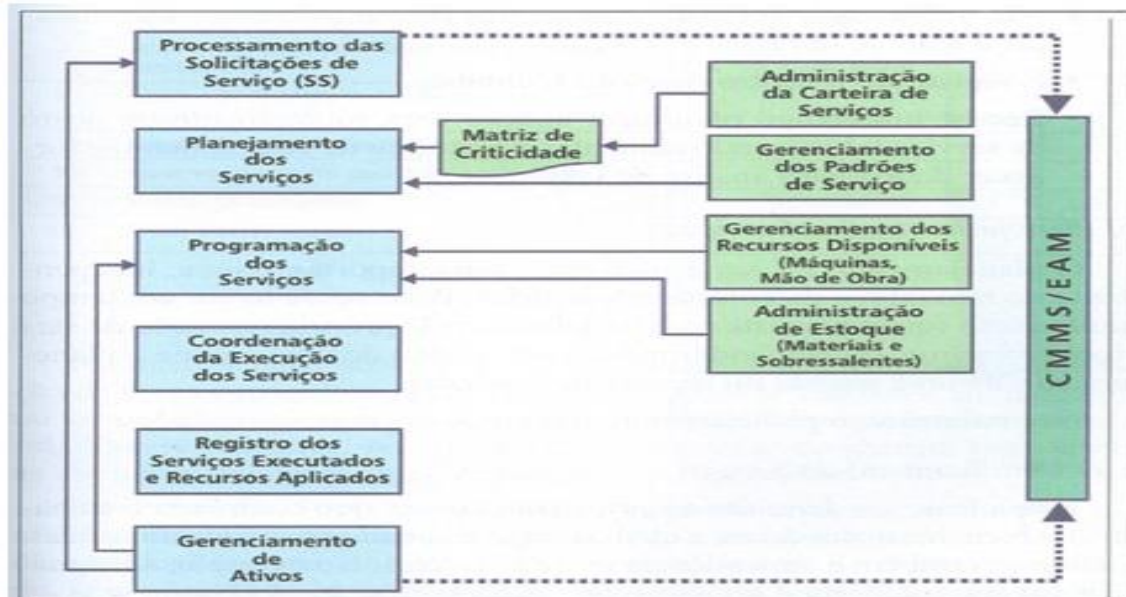 Processamento das
Solicitações de
Serviço (SS)
Planejamento
dos
Serviços
Programação
dos
Serviços
Coordenação
da Execução
dos Serviços
Registro dos
Serviços Executados
e Recursos Aplicados
Gerenciamento
de
Ativos
Matriz de
Criticidade
Administração
da Carteira de
Serviços
Gerenciamento
dos Padrões
de Serviço
Gerenciamento dos
Recursos Disponíveis
(Máquinas,
Mão de Obra)
Administração
de Estoque
(Materiais e
Sobressalentes)
CMMS/EAM